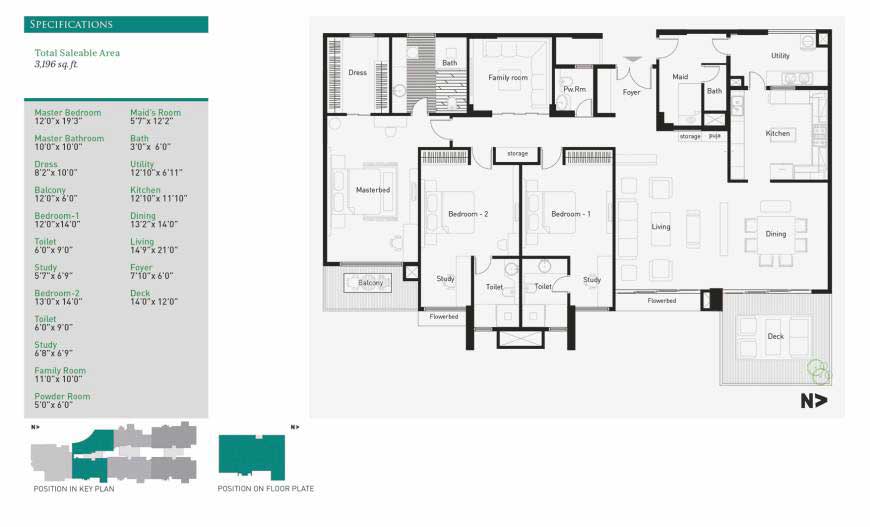 SPECIFICATIONS
Total Saleable Area
3,196 sq. ft.
Master Bedroom
12'0"x 19'3"
Master Bathroom
10'0"x 10'0"
Dress
8'2"x 10'0"
Balcony
12'0"x 6'0"
Bedroom-1
12'0"x14'0"
Toilet
6'0"x 9'0"
Study
5'7"x 6'9"
Bedroom-2
13'0"x 14'0"
Toilet
6'0"x 9'0"
Study
6'8"x 6'9"
Family Room
11'0"x 10'0"
Powder Room
5'0"x 6'0"
Maid's Room
5'7"x 12'2"
Bath
3'0"x 6'0"
Utility
12'10"x 6'11"
Kitchen
12'10"x 11'10"
Dining
13'2"x 14'0"
Living
14'9"x 21'0"
Foyer
7'10"x 6'0"
Deck
14'0"x 12'0"
Dress
Bath
Family room
Pw.Rm
Foyer
Maid
Bath
Utility
Kitchen
storage
puja
storage
Masterbed
Bedroom - 2
Bedroom - 1
Living
Dining
Balcony
Study
Toilet
Toilet
Study
Flowerbed
Flowerbed
Deck
N
N
POSITION IN KEY PLAN
N
POSITION ON FLOOR PLATE